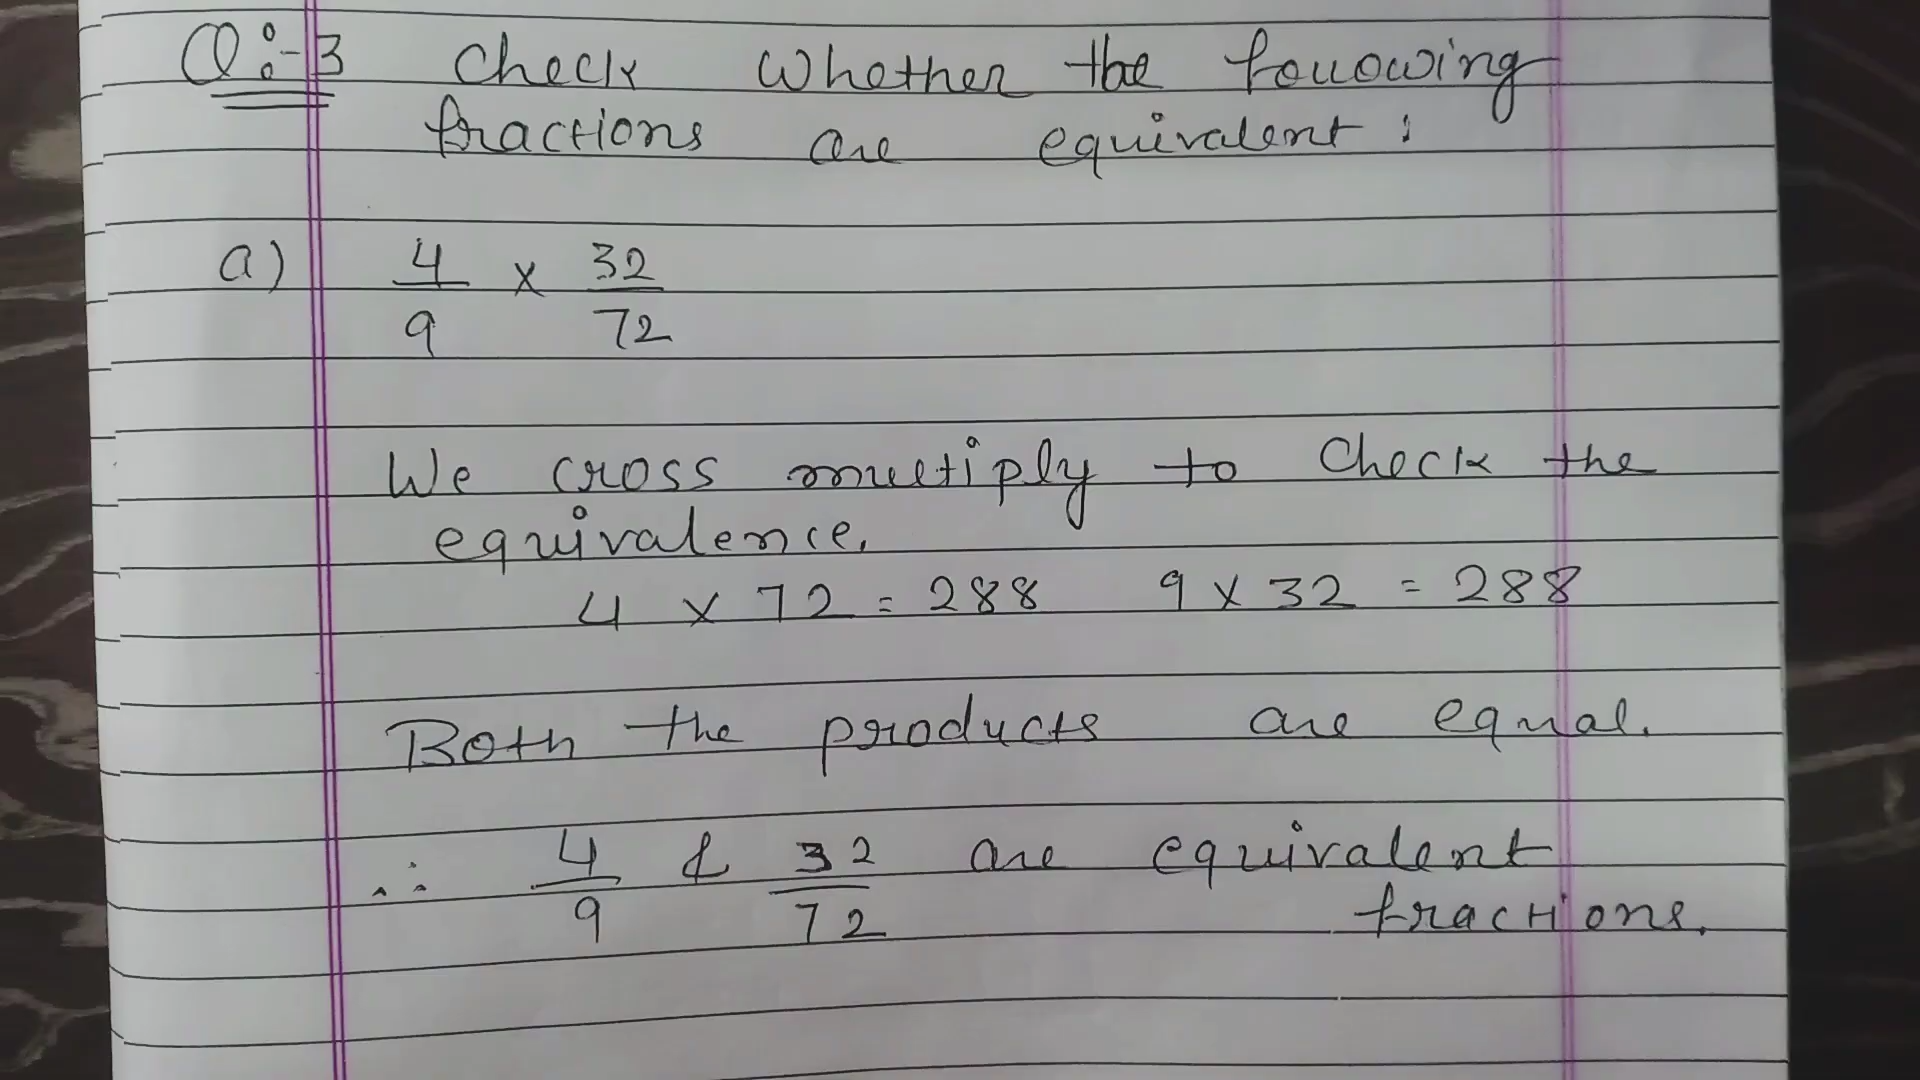 Q:-3 Check Whether the following
fractions are equivalent:
a) 4/9 x 32/72
We cross multiply to Check the
equivalence.
4 x 72 = 288 9 x 32 = 288
Both the products are equal.
∴ 4/9 & 32/72 are equivalent
fractions.